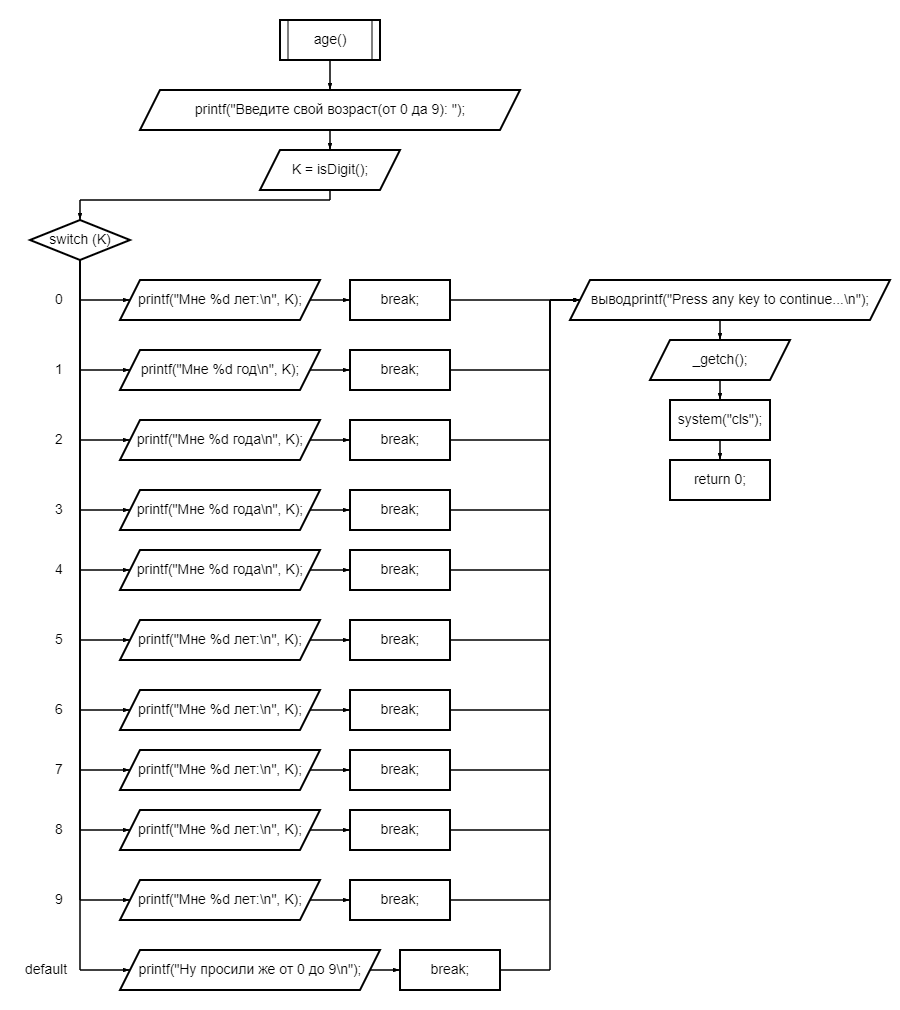 age()
printf("Введите свой возраст(от 0 да 9): ");
K = isDigit();
switch (K)
0
printf("Мне %d лет:\n", K);
break;
выводprintf("Press any key to continue...\n");
1
printf("Мне %d год\n", K);
break;
_getch();
system("cls");
2
printf("Мне %d года\n", K);
break;
return 0;
3
printf("Мне %d года\n", K);
break;
4
printf("Мне %d года\n", K);
break;
5
printf("Мне %d лет:\n", K);
break;
6
printf("Мне %d лет:\n", K);
break;
7
printf("Мне %d лет:\n", K);
break;
8
printf("Мне %d лет:\n", K);
break;
9
printf("Мне %d лет:\n", K);
break;
default
printf("Ну просили же от 0 до 9\n");
break;